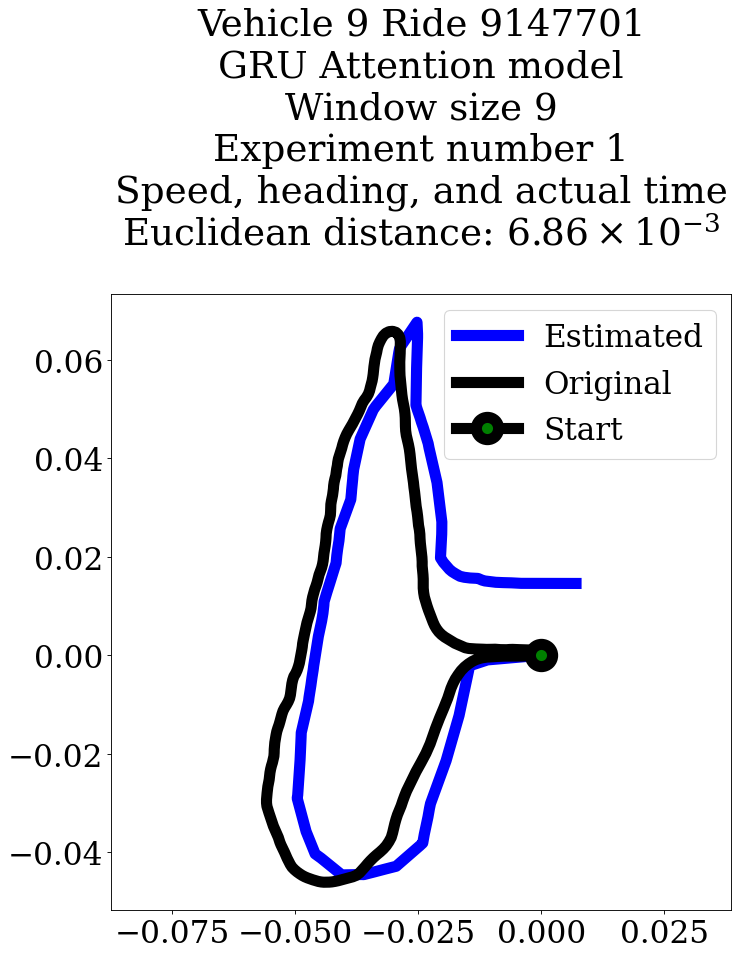 Vehicle 9 Ride 9147701
GRU Attention model
Window size 9
Experiment number 1
Speed, heading, and actual time
Euclidean distance: 6.86 × 10⁻³
Estimated
Original
Start
0.06
0.04
0.02
0.00
−0.02
−0.04
−0.075 −0.050 −0.025 0.000 0.025